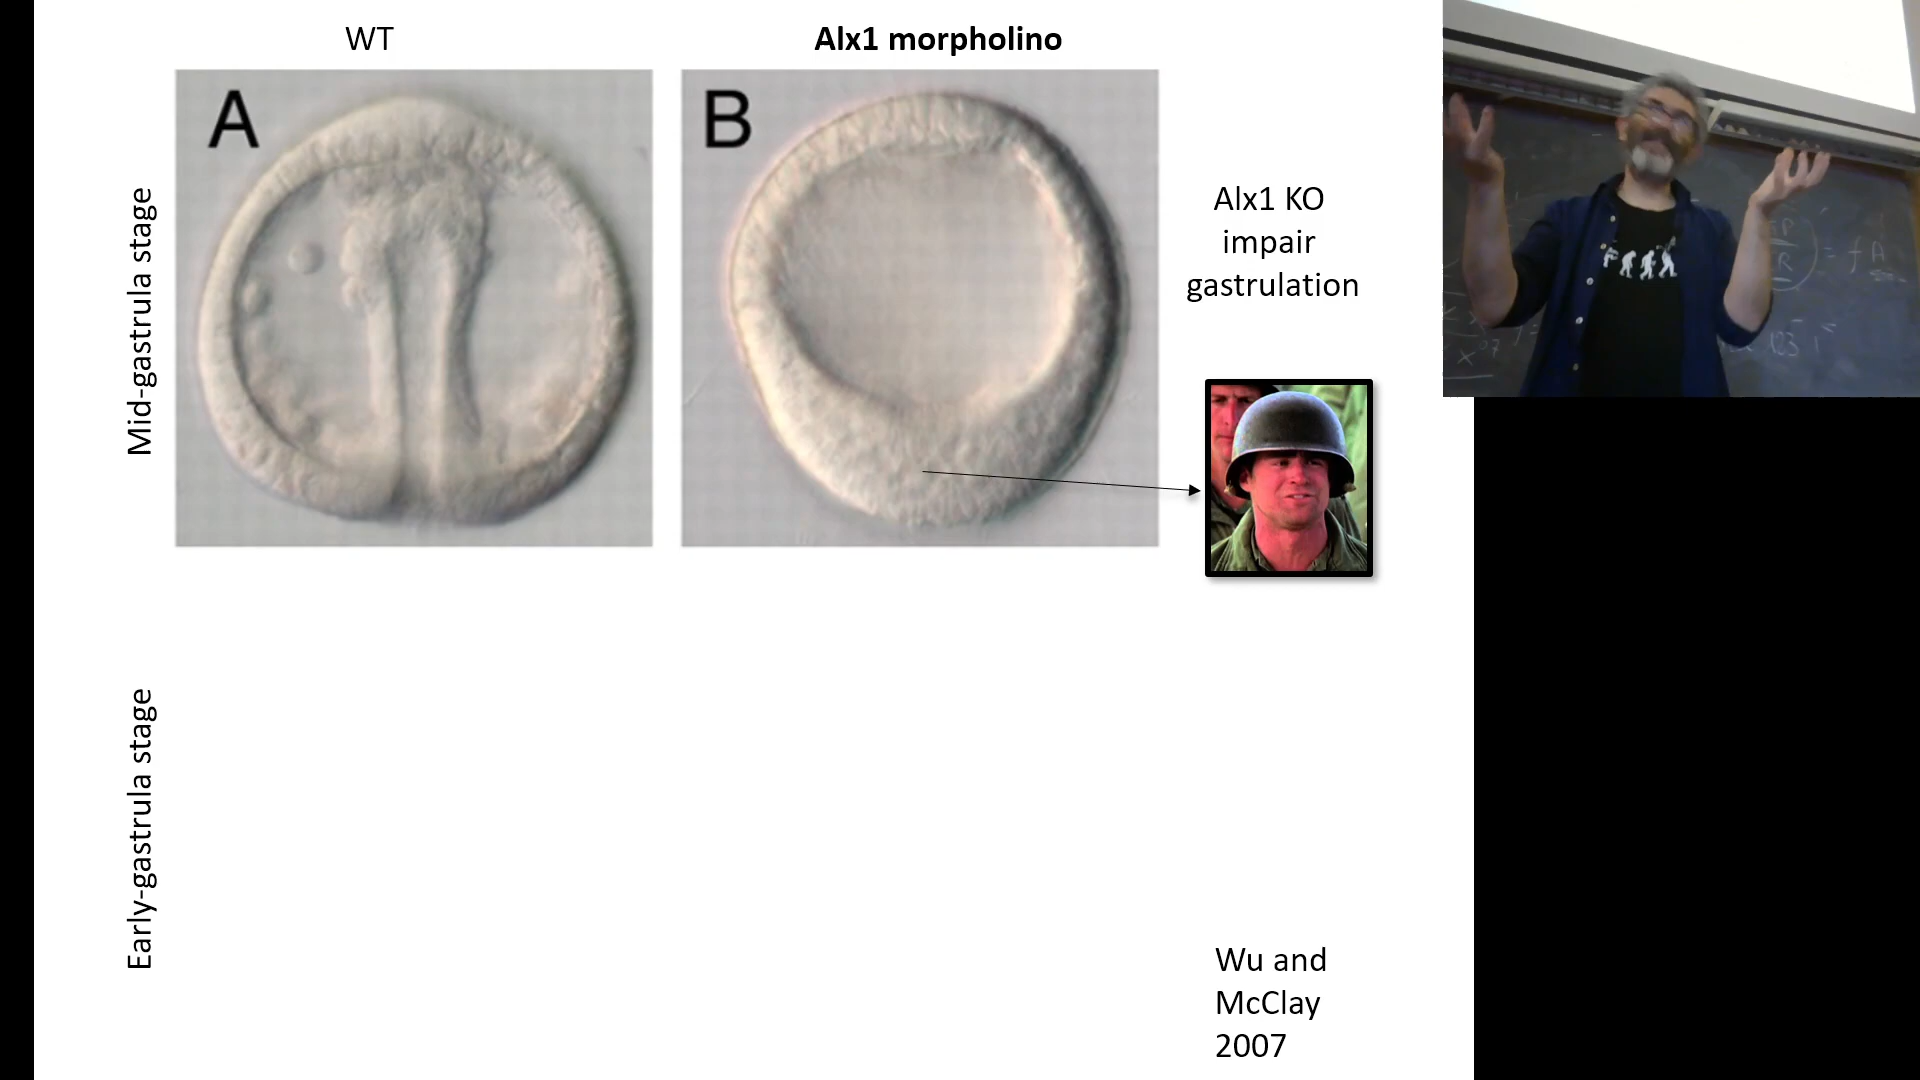 WT
Alx1 morpholino
A
B
Mid-gastrula stage
Alx1 KO
impair
gastrulation
Early-gastrula stage
Wu and
McClay
2007